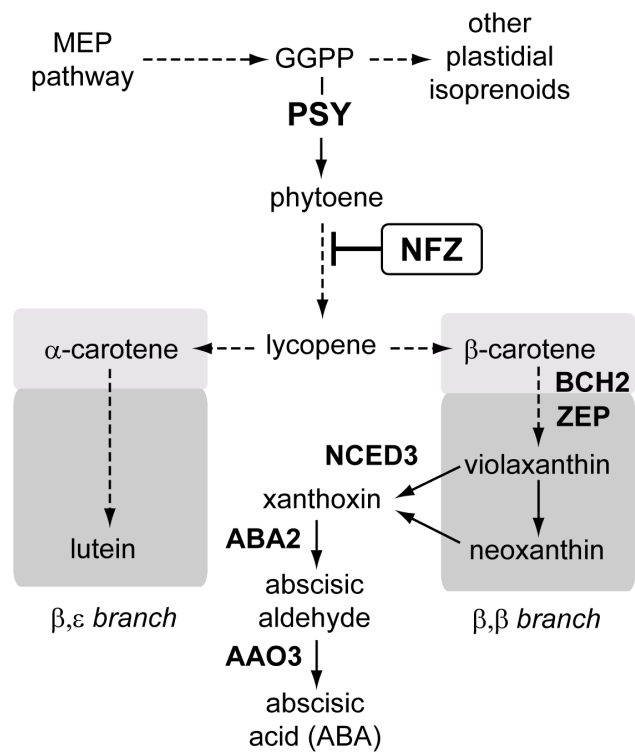 MEP
pathway
GGPP
other
plastidial
isoprenoids
PSY
phytoene
NFZ
α-carotene
lycopene
β-carotene
BCH2
ZEP
NCED3
violaxanthin
xanthoxin
ABA2
lutein
neoxanthin
abscisic
aldehyde
β,ε branch
β,β branch
AAO3
abscisic
acid (ABA)